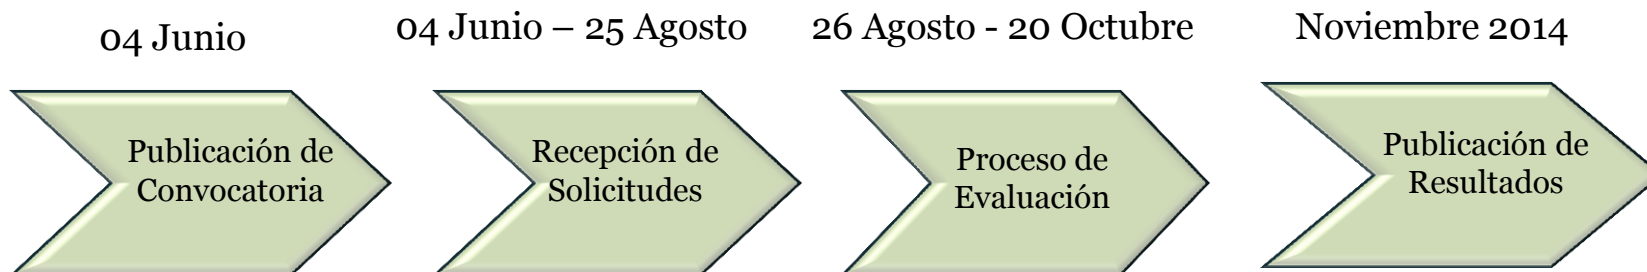 04 Junio
04 Junio – 25 Agosto
26 Agosto - 20 Octubre
Noviembre 2014
Publicación de
Convocatoria
Recepción de
Solicitudes
Proceso de
Evaluación
Publicación de
Resultados